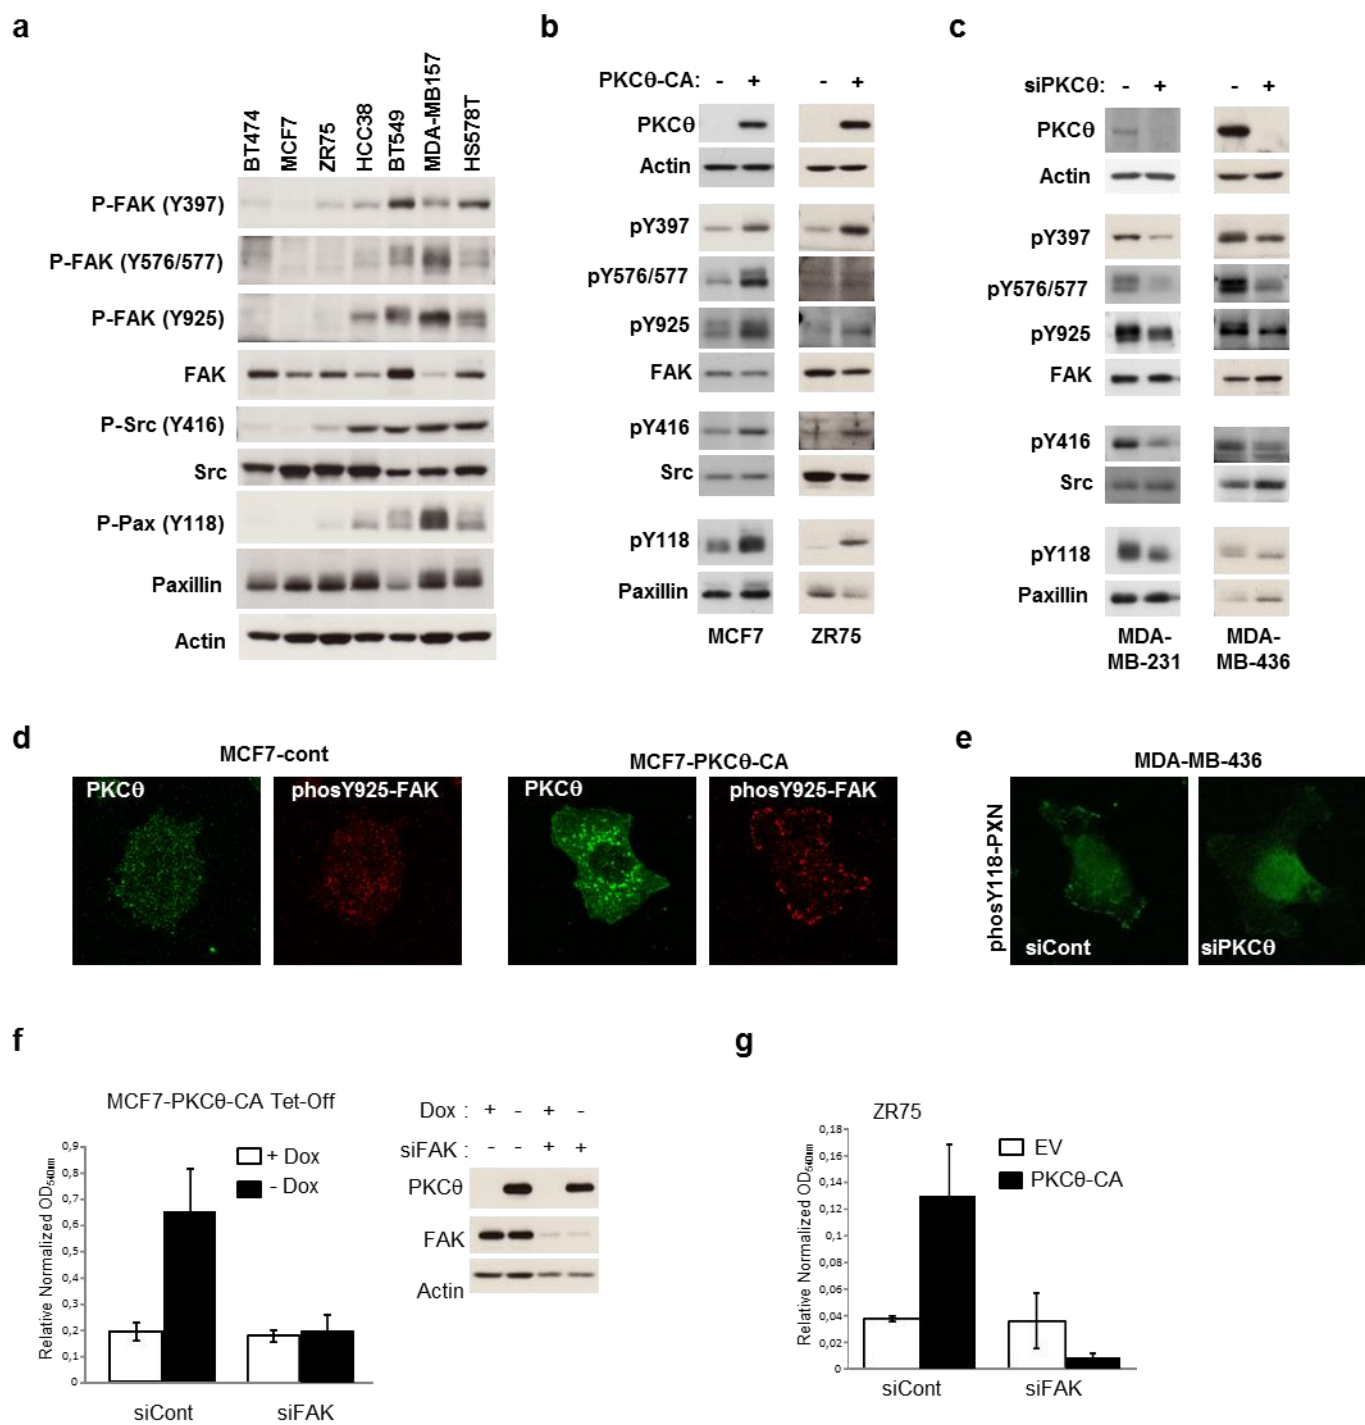 a
BT474
MCF7
ZR75
HCC38
BT549
MDA-MB157
HS578T
P-FAK (Y397)
P-FAK (Y576/577)
P-FAK (Y925)
FAK
P-Src (Y416)
Src
P-Pax (Y118)
Paxillin
Actin
b
PKCθ-CA: - + - +
PKCθ
Actin
pY397
pY576/577
pY925
FAK
pY416
Src
pY118
Paxillin
MCF7 ZR75
c
siPKCθ: - + - +
PKCθ
Actin
pY397
pY576/577
pY925
FAK
pY416
Src
pY118
Paxillin
MDA-
MB-231
MDA-
MB-436
d
MCF7-cont
PKCθ
phosY925-FAK
MCF7-PKCθ-CA
PKCθ
phosY925-FAK
e
MDA-MB-436
phosY118-PXN
siCont
siPKCθ
f
MCF7-PKCθ-CA Tet-Off
Relative Normalized OD540nm
0,9
0,8
0,7
0,6
0,5
0,4
0,3
0,2
0,1
0
+ Dox
- Dox
siCont
siFAK
Dox : + - + -
siFAK : - - + +
PKCθ
FAK
Actin
g
ZR75
Relative Normalized OD540nm
0,18
0,16
0,14
0,12
0,1
0,08
0,06
0,04
0,02
0
EV
PKCθ-CA
siCont
siFAK